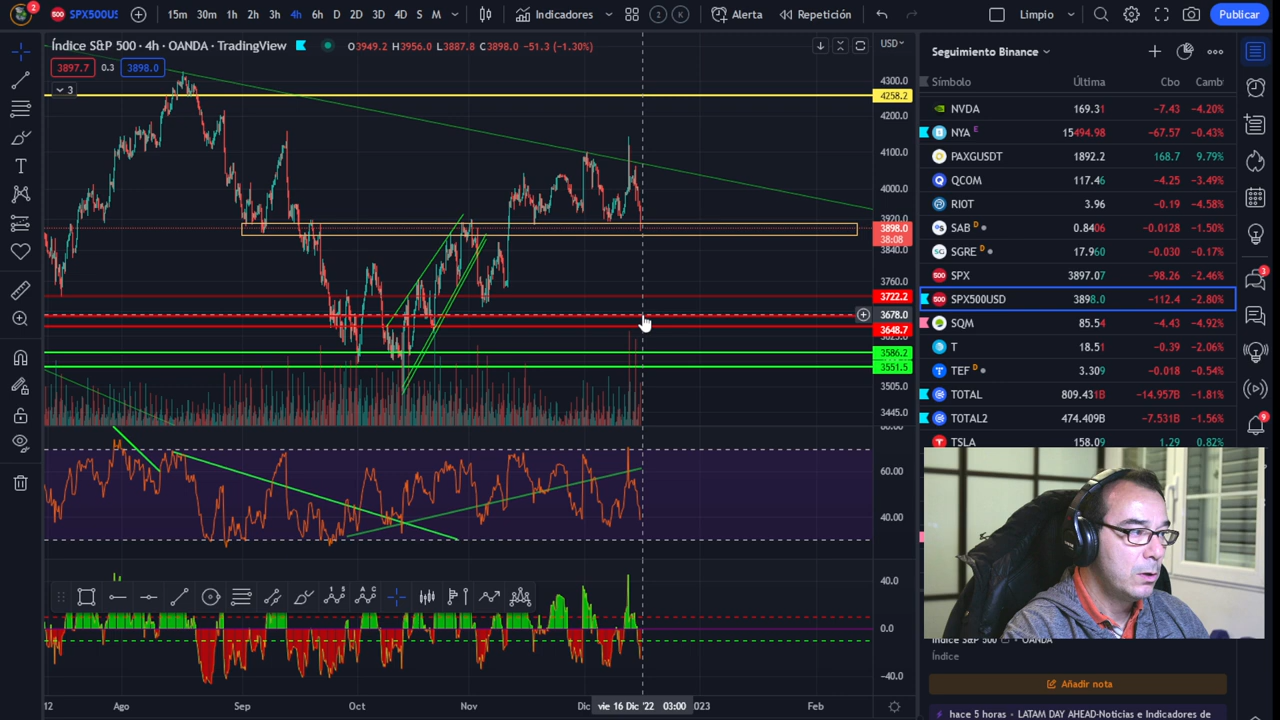 2
500 SPX500US
15m 30m 1h 2h 3h 4h 6h D 2D 3D 4D S M
Indicadores
2 K
Alerta
Repetición
Limpio
Publicar
Índice S&P 500 · 4h · OANDA · TradingView
O3949.2 H3956.0 L3887.8 C3898.0 -51.3 (-1.30%)
USD
3897.7 0.3 3898.0
3
4300.0
4258.2
4200.0
4100.0
4000.0
3920.0
3898.0
38:08
3840.0
3760.0
3722.2
3678.0
3648.7
3586.2
3551.5
3505.0
3445.0
80.00
60.00
40.00
40.0
0.0
-40.0
12 Ago Sep Oct Nov Dic vie 16 Dic '22 03:00 023 Feb
Seguimiento Binance
Símbolo Última Cbo Camb
NVDA 169.31 -7.43 -4.20%
NYA E 15494.98 -67.57 -0.43%
PAXGUSDT 1892.2 168.7 9.79%
QCOM 117.46 -4.25 -3.49%
RIOT 3.96 -0.19 -4.58%
SAB D 0.8406 -0.0128 -1.50%
SGRE D 17.960 -0.030 -0.17%
500 SPX 3897.07 -98.26 -2.46%
500 SPX500USD 3898.0 -112.4 -2.80%
SQM 85.54 -4.43 -4.92%
T 18.51 -0.39 -2.06%
TEF D 3.309 -0.018 -0.54%
TOTAL 809.431B -14.957B -1.81%
TOTAL2 474.409B -7.531B -1.56%
TSLA 158.09 1.29 0.82%
3
9
Índice S&P 500 · OANDA
Índice
Añadir nota
hace 5 horas · LATAM DAY AHEAD-Noticias e Indicadores de